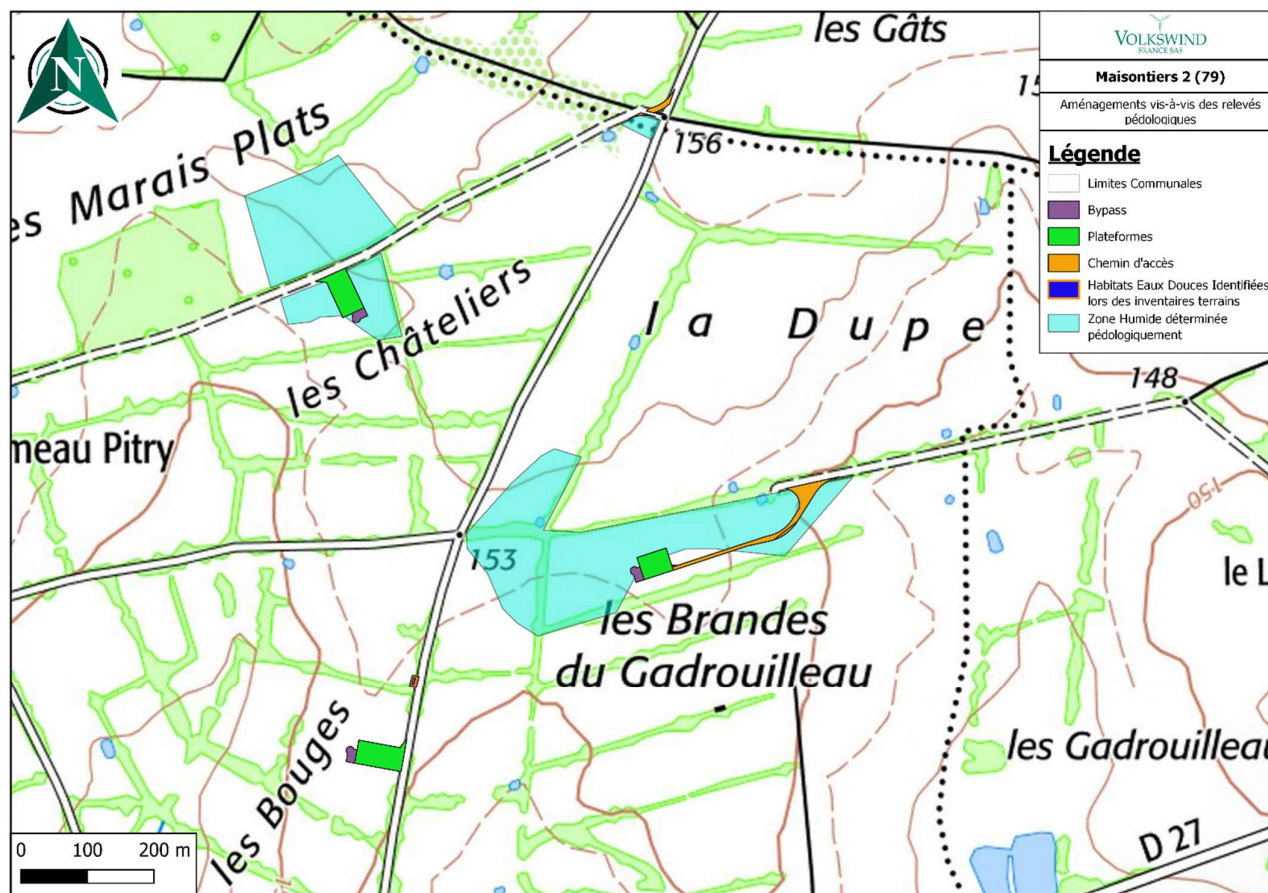 N
les Gâts
VOLKSWIND
FRANCE SAS
Maisontiers 2 (79)
Aménagements vis-à-vis des relevés
pédologiques
Légende
Limites Communales
Bypass
Plateformes
Chemin d'accès
Habitats Eaux Douces Identifiées
lors des inventaires terrains
Zone Humide déterminée
pédologiquement
15
156
es Marais Plats
les Châteliers
la Dupe
148
meau Pitry
150
153
le L
les Brandes
du Gadrouilleau
les Bouges
les Gadrouilleau
D 27
0 100 200 m